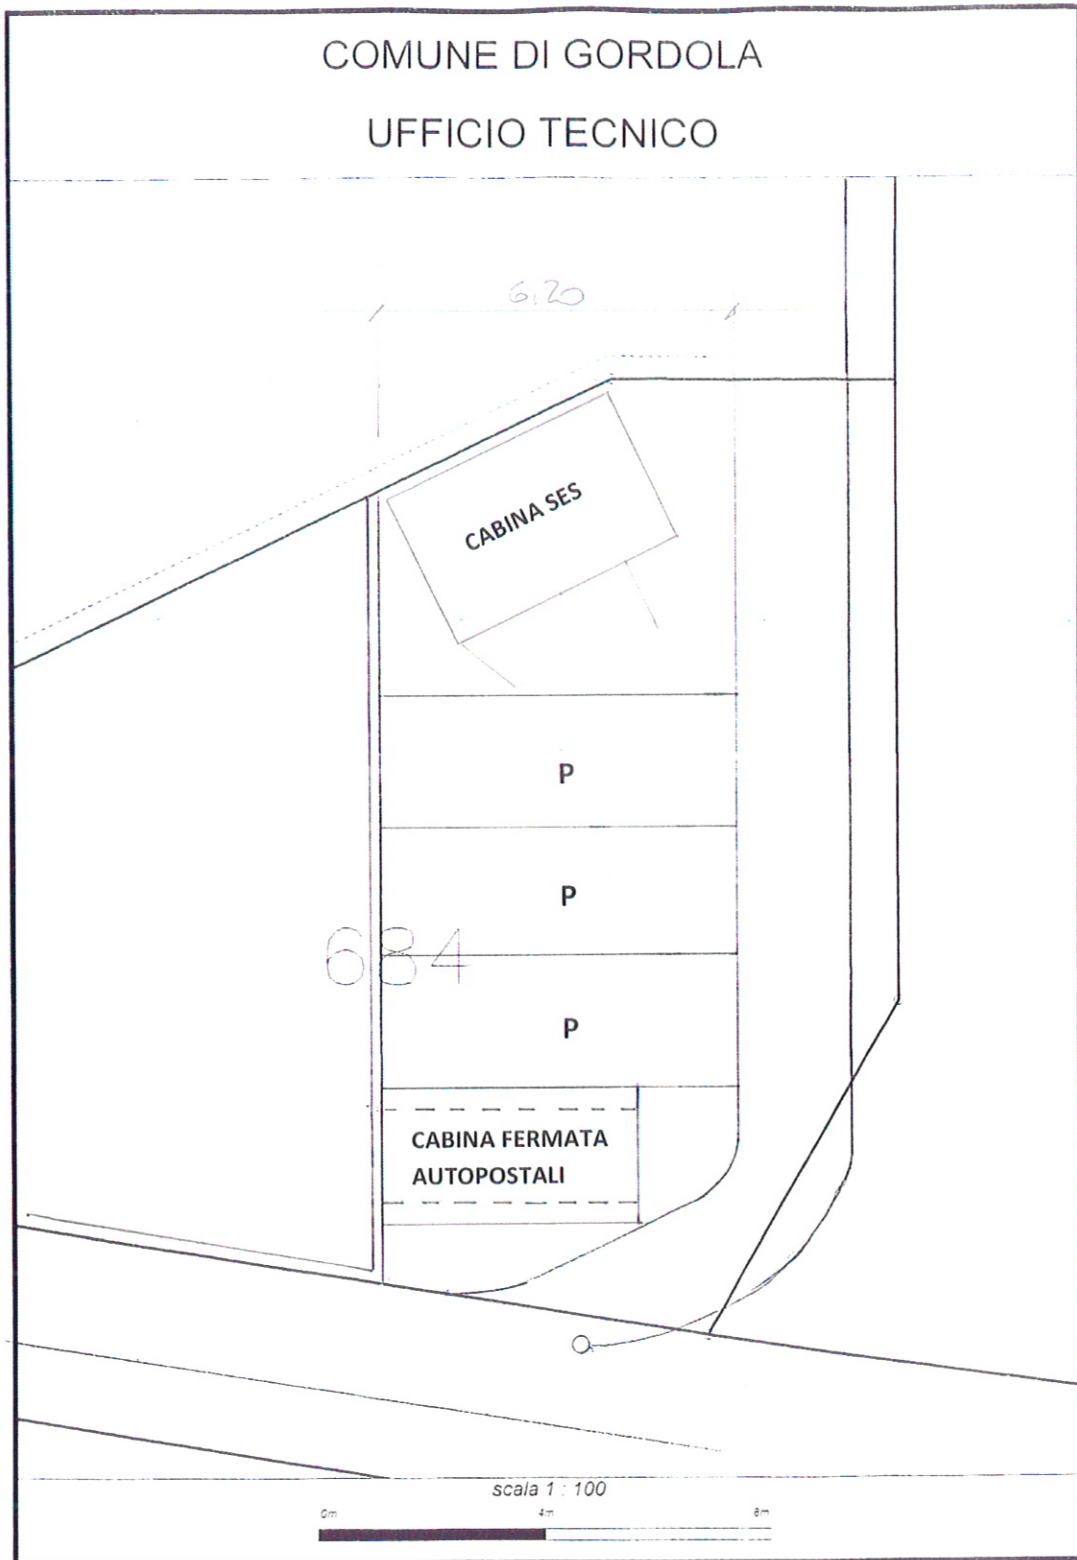 COMUNE DI GORDOLA
UFFICIO TECNICO
6.20
CABINA SES
P
P
684
P
CABINA FERMATA
AUTOPOSTALI
scala 1 : 100
0m 4m 8m